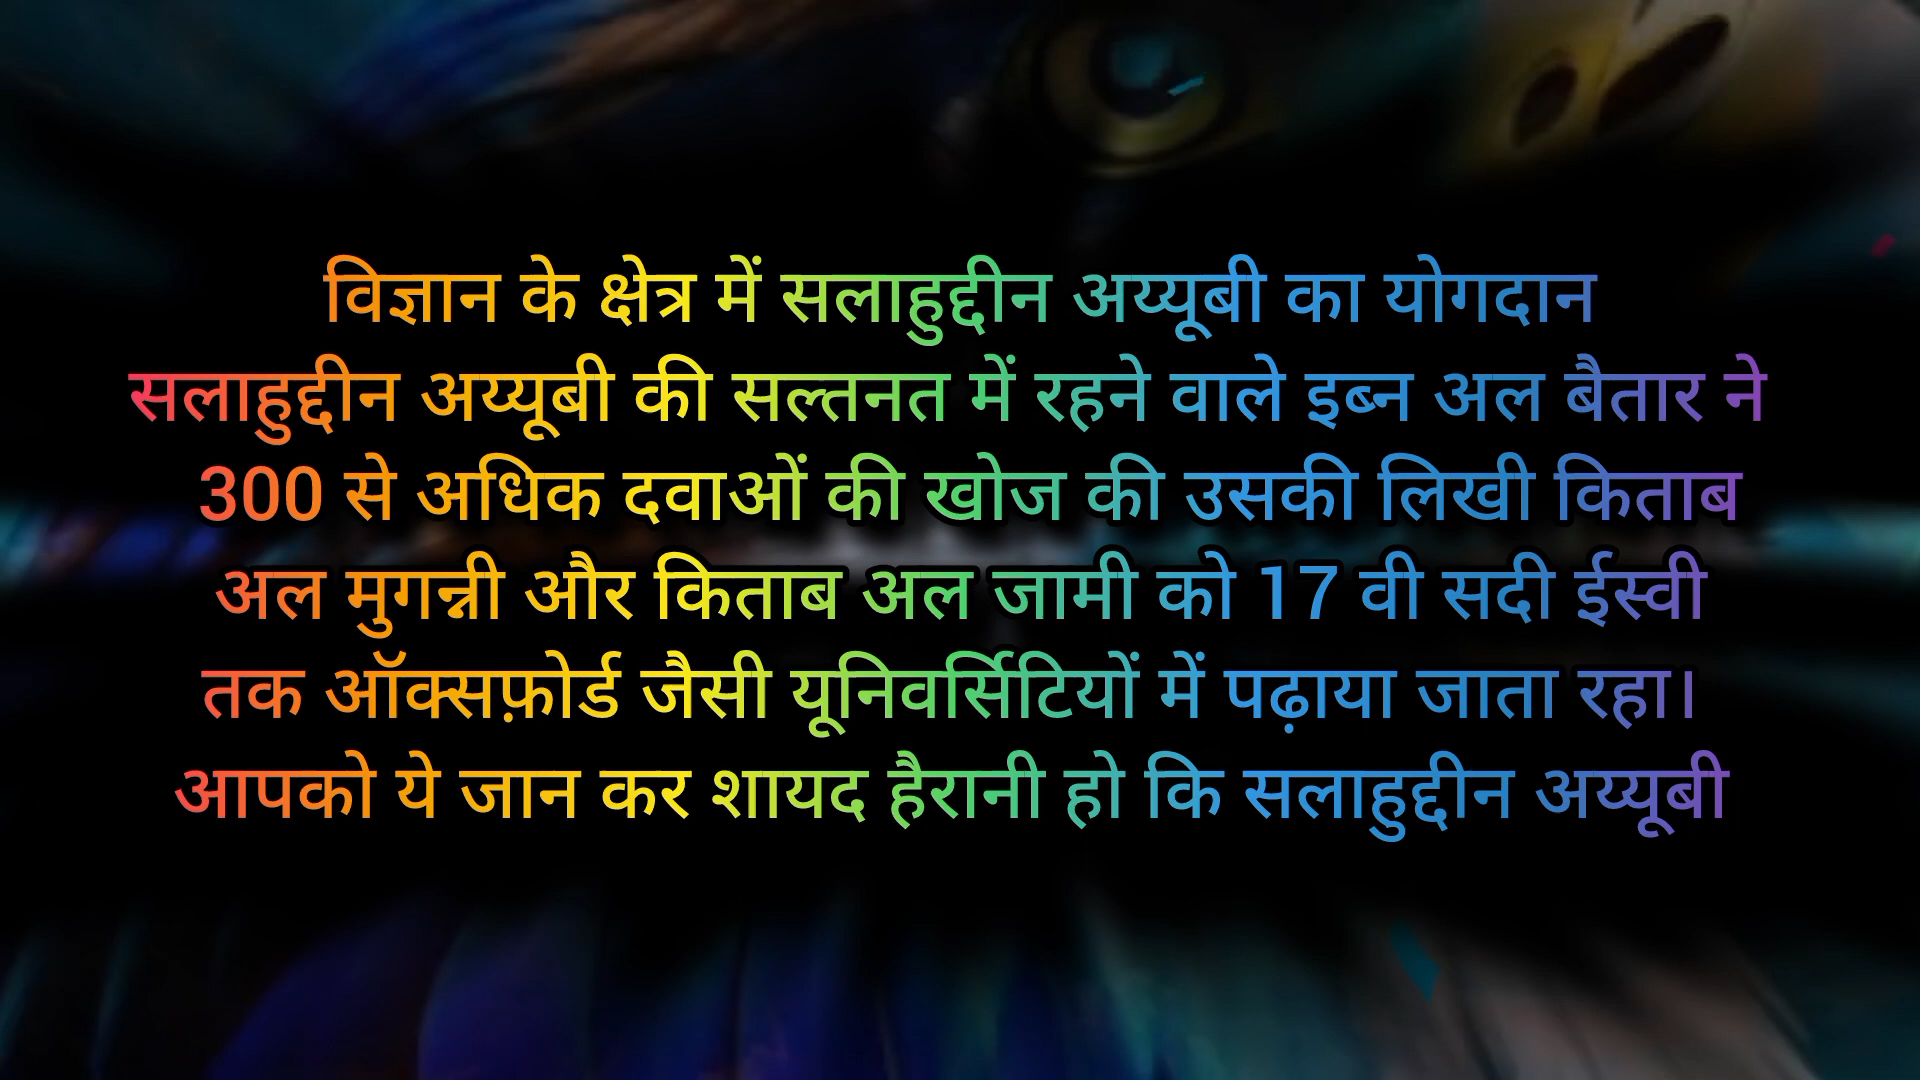 विज्ञान के क्षेत्र में सलाहुद्दीन अय्यूबी का योगदान
सलाहुद्दीन अय्यूबी की सल्तनत में रहने वाले इब्न अल बैतार ने
300 से अधिक दवाओं की खोज की उसकी लिखी किताब
अल मुगन्नी और किताब अल जामी को 17 वी सदी ईस्वी
तक ऑक्सफ़ोर्ड जैसी यूनिवर्सिटियों में पढ़ाया जाता रहा।
आपको ये जान कर शायद हैरानी हो कि सलाहुद्दीन अय्यूबी